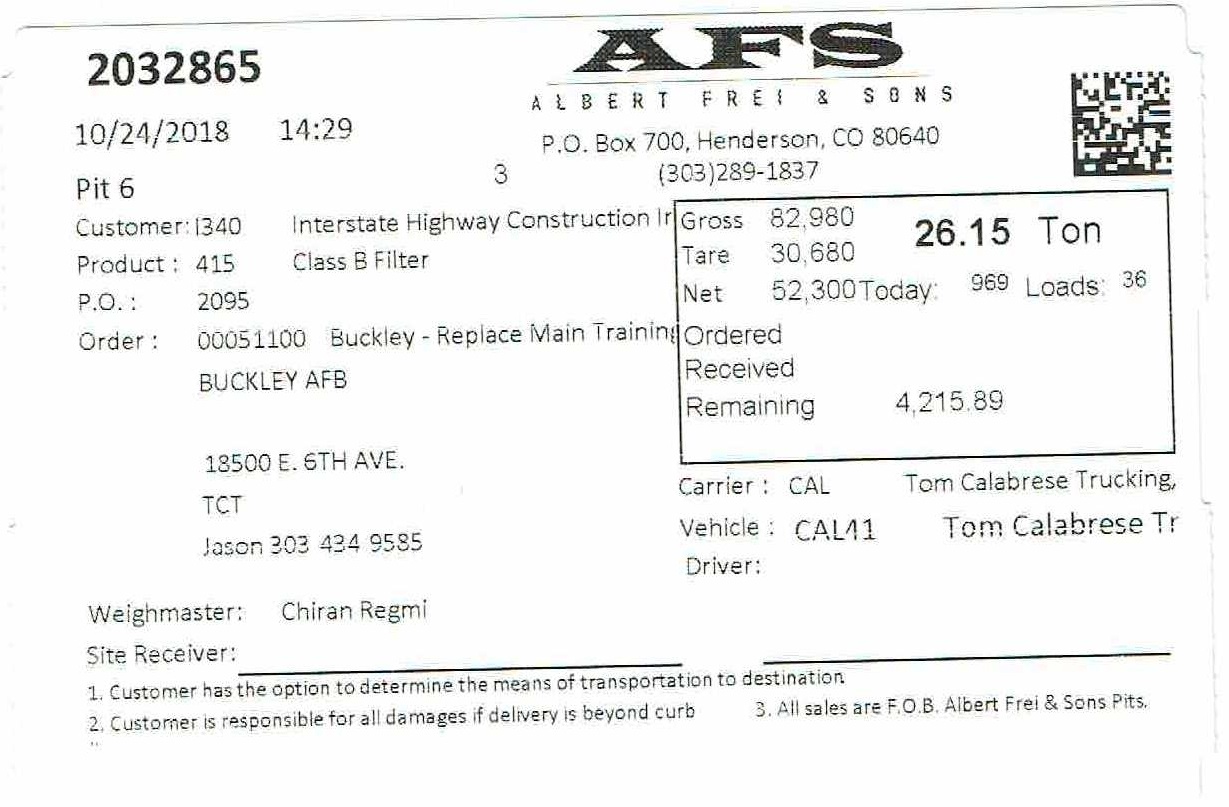 2032865
AFS
ALBERT FREI & SONS
10/24/2018 14:29
P.O. Box 700, Henderson, CO 80640
3 (303)289-1837
Pit 6
Customer: I340 Interstate Highway Construction Ir
Product : 415 Class B Filter
P.O. : 2095
Order : 00051100 Buckley - Replace Main Training
BUCKLEY AFB
18500 E. 6TH AVE.
TCT
Jason 303 434 9585
Gross 82,980 26.15 Ton
Tare 30,680
Net 52,300 Today: 969 Loads: 36
Ordered
Received
Remaining 4,215.89
Carrier : CAL Tom Calabrese Trucking,
Vehicle : CAL41 Tom Calabrese Tr
Driver:
Weighmaster: Chiran Regmi
Site Receiver:
1. Customer has the option to determine the means of transportation to destination
2. Customer is responsible for all damages if delivery is beyond curb 3. All sales are F.O.B. Albert Frei & Sons Pits.